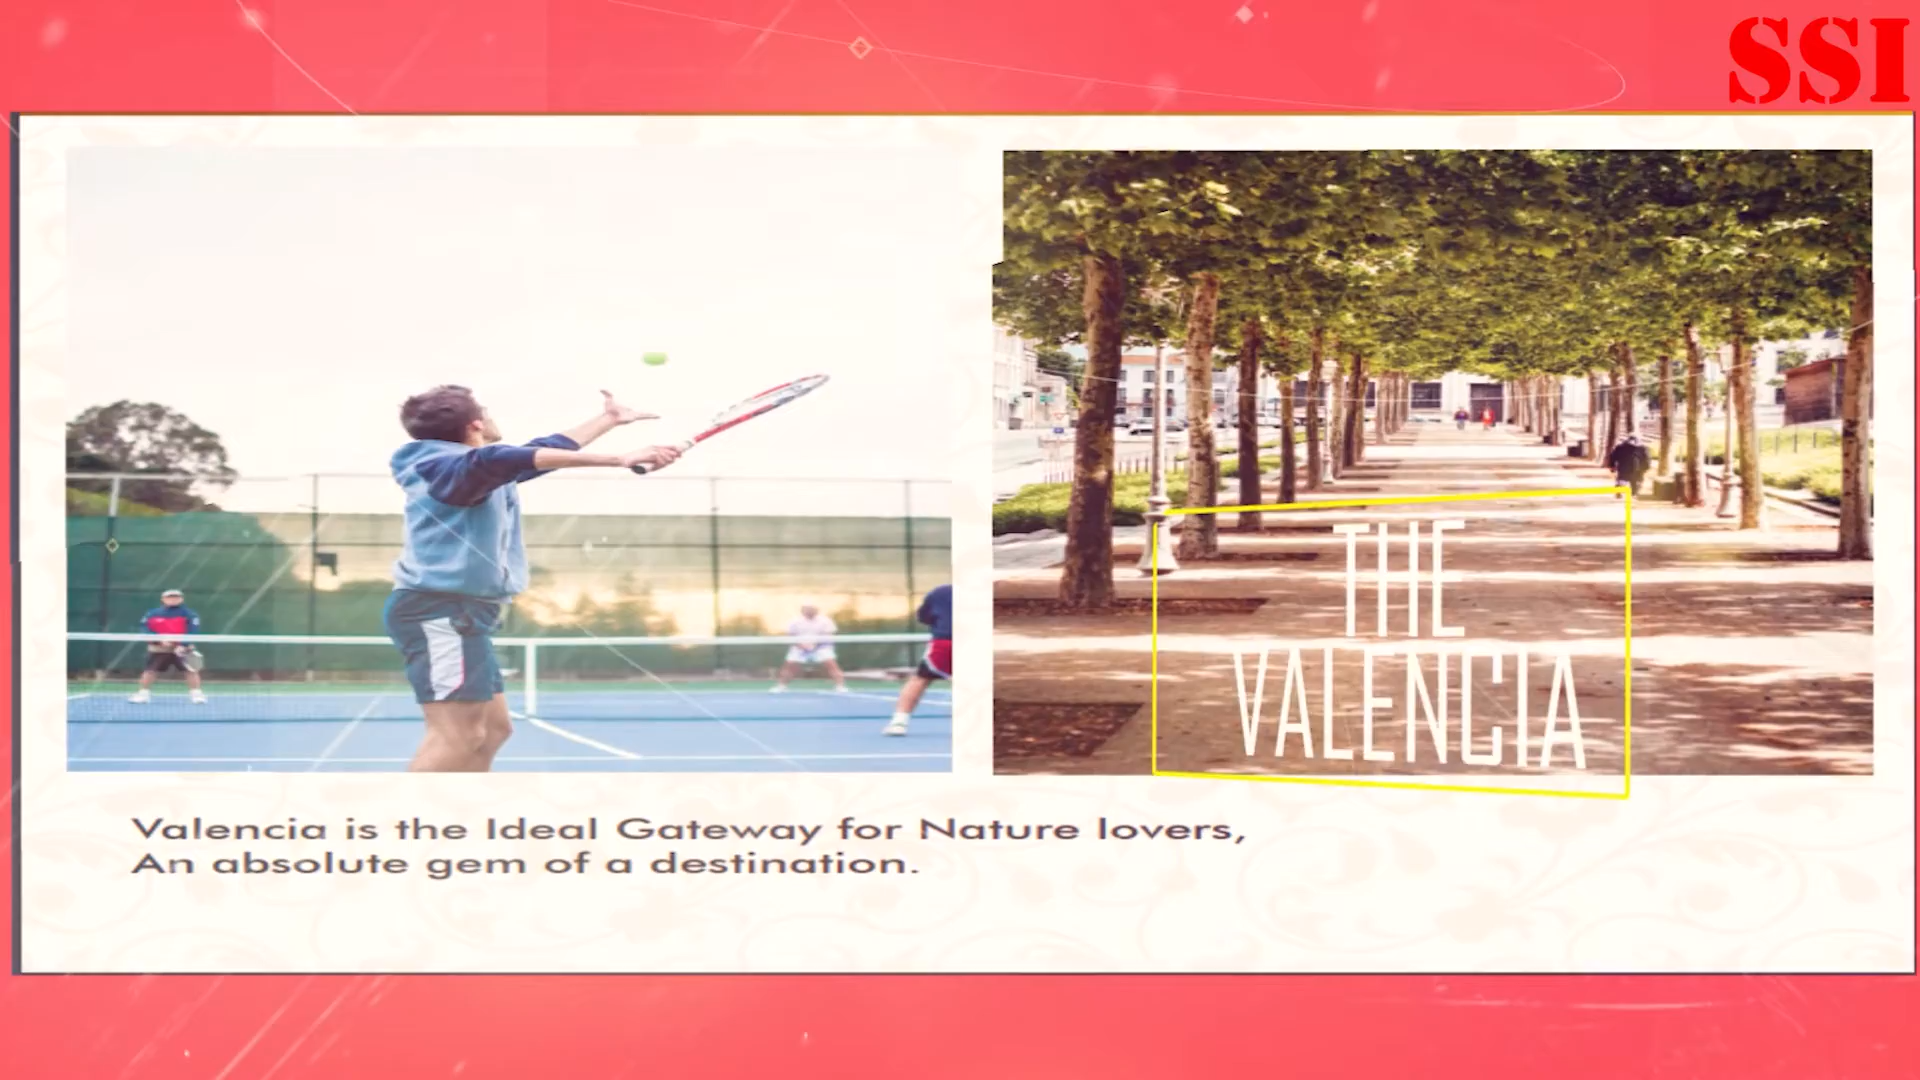 SSI
THE
VALENCIA
Valencia is the Ideal Gateway for Nature lovers,
An absolute gem of a destination.